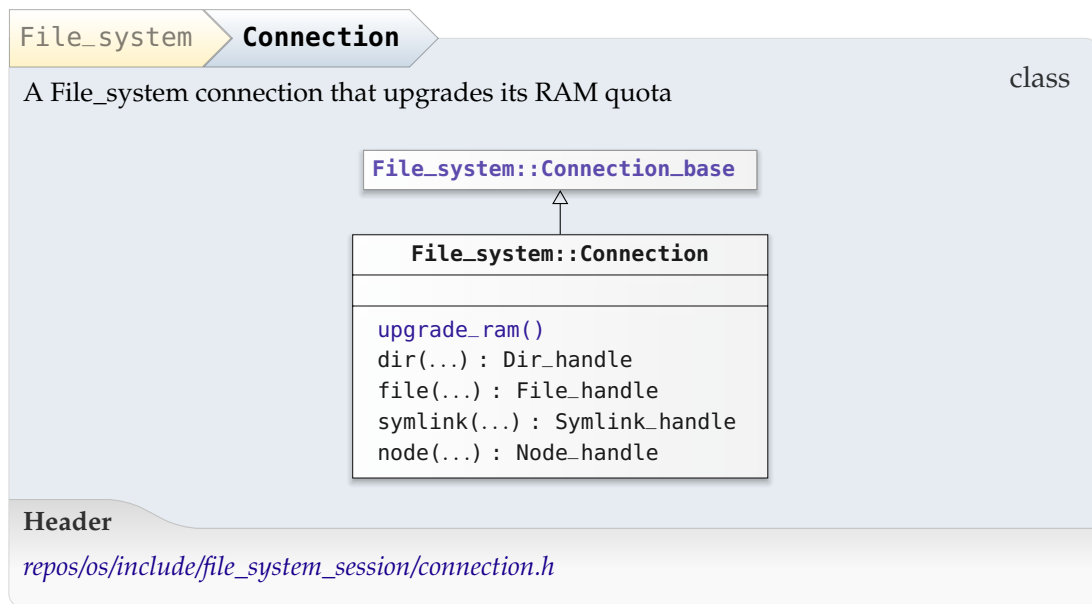 File_system Connection
class
A File_system connection that upgrades its RAM quota
File_system::Connection_base
File_system::Connection
upgrade_ram()
dir(...) : Dir_handle
file(...) : File_handle
symlink(...) : Symlink_handle
node(...) : Node_handle
Header
repos/os/include/file_system_session/connection.h